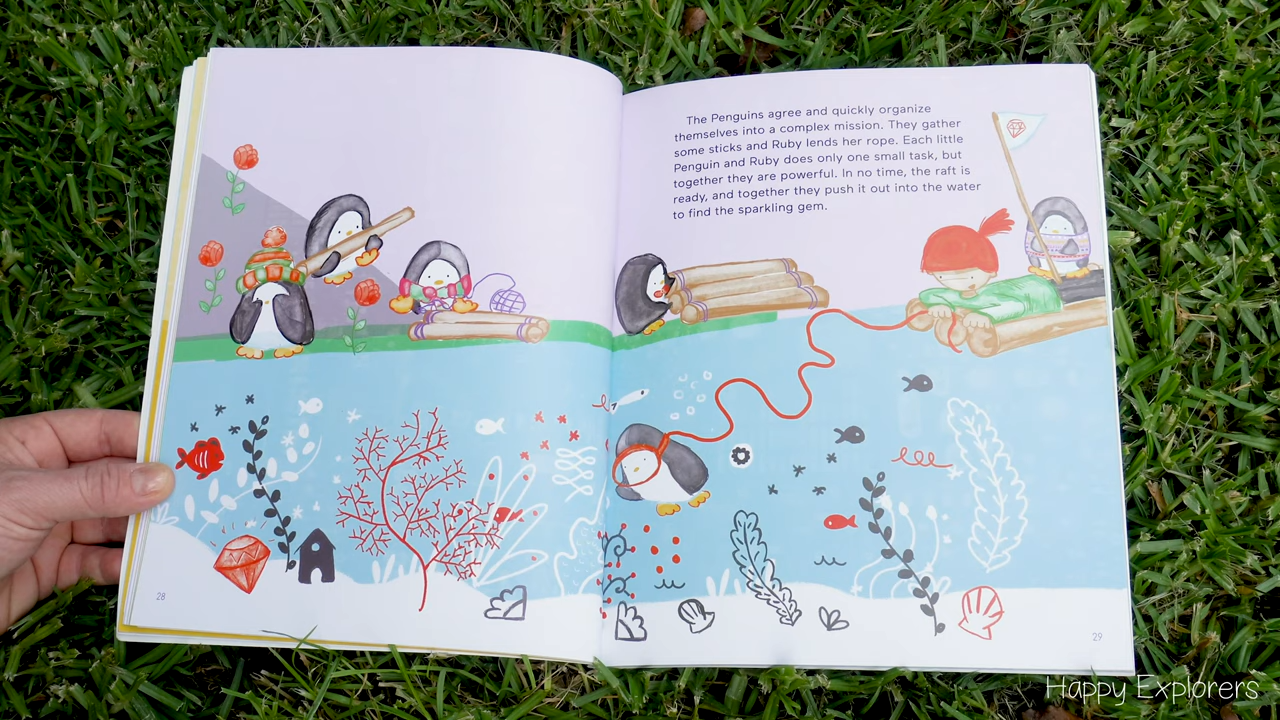 The Penguins agree and quickly organize
themselves into a complex mission. They gather
some sticks and Ruby lends her rope. Each little
Penguin and Ruby does only one small task, but
together they are powerful. In no time, the raft is
ready, and together they push it out into the water
to find the sparkling gem.
28
29
Happy Explorers